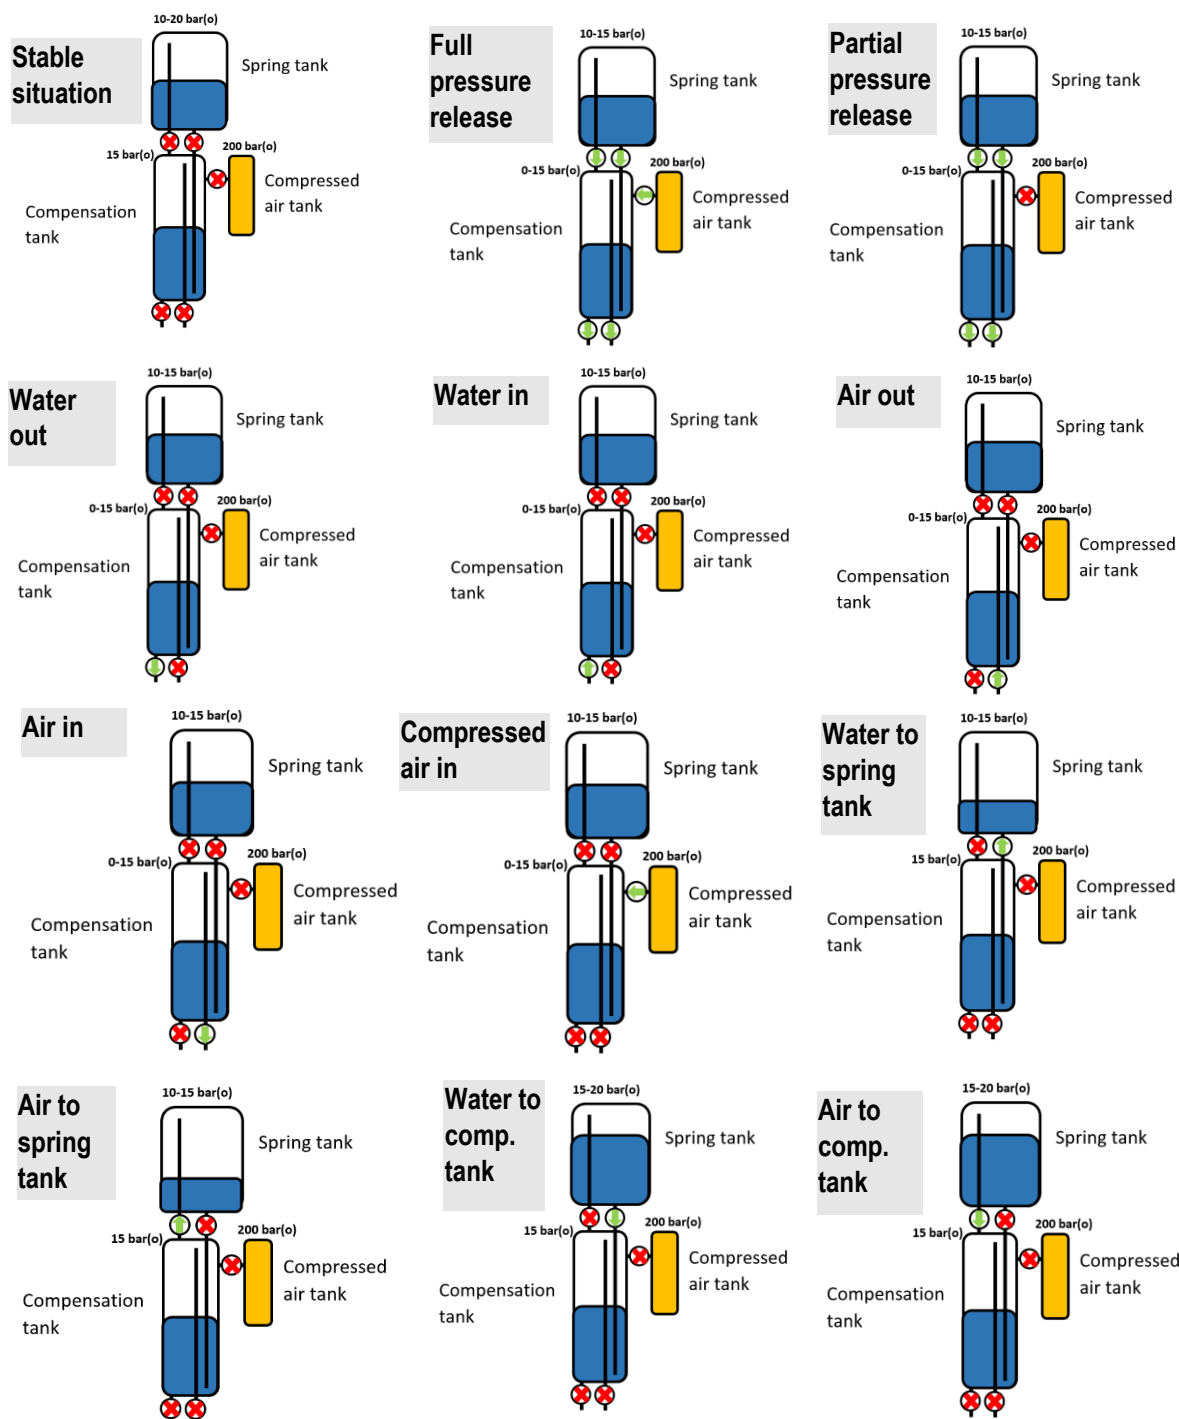 Stable
situation
10-20 bar(o)
Spring tank
15 bar(o)
200 bar(o)
Compressed
air tank
Compensation
tank
Full
pressure
release
10-15 bar(o)
Spring tank
0-15 bar(o)
200 bar(o)
Compressed
air tank
Compensation
tank
Partial
pressure
release
10-15 bar(o)
Spring tank
0-15 bar(o)
200 bar(o)
Compressed
air tank
Compensation
tank
Water
out
10-15 bar(o)
Spring tank
0-15 bar(o)
200 bar(o)
Compressed
air tank
Compensation
tank
Water in
10-15 bar(o)
Spring tank
0-15 bar(o)
200 bar(o)
Compressed
air tank
Compensation
tank
Air out
10-15 bar(o)
Spring tank
0-15 bar(o)
200 bar(o)
Compressed
air tank
Compensation
tank
Air in
10-15 bar(o)
Spring tank
0-15 bar(o)
200 bar(o)
Compressed
air tank
Compensation
tank
Compressed
air in
10-15 bar(o)
Spring tank
0-15 bar(o)
200 bar(o)
Compressed
air tank
Compensation
tank
Water to
spring
tank
10-15 bar(o)
Spring tank
15 bar(o)
200 bar(o)
Compressed
air tank
Compensation
tank
Air to
spring
tank
10-15 bar(o)
Spring tank
15 bar(o)
200 bar(o)
Compressed
air tank
Compensation
tank
Water to
comp.
tank
15-20 bar(o)
Spring tank
15 bar(o)
200 bar(o)
Compressed
air tank
Compensation
tank
Air to
comp.
tank
15-20 bar(o)
Spring tank
15 bar(o)
200 bar(o)
Compressed
air tank
Compensation
tank